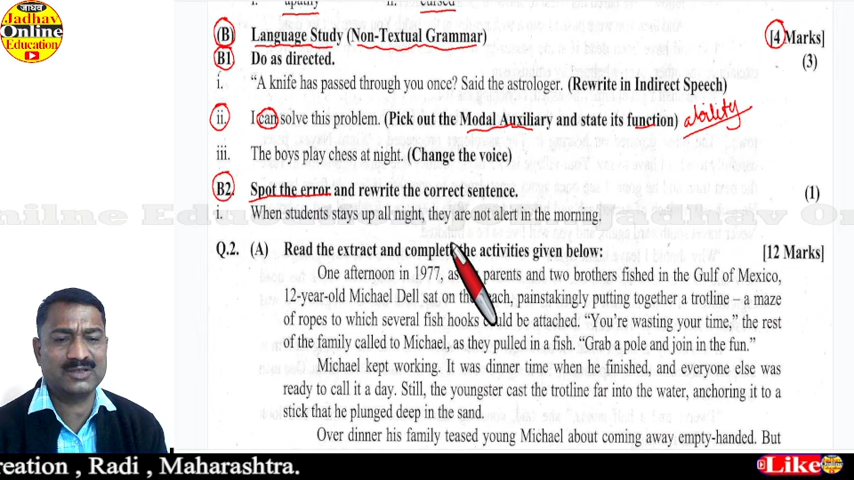 जाधव
Jadhav
Online
Education
i. apathy ii. cursed
(B) Language Study (Non-Textual Grammar) [4 Marks]
B1 Do as directed. (3)
i. “A knife has passed through you once? Said the astrologer. (Rewrite in Indirect Speech)
ii. I can solve this problem. (Pick out the Modal Auxiliary and state its function) ability
iii. The boys play chess at night. (Change the voice)
B2 Spot the error and rewrite the correct sentence. (1)
i. When students stays up all night, they are not alert in the morning.
Q.2. (A) Read the extract and complete the activities given below: [12 Marks]
One afternoon in 1977, as parents and two brothers fished in the Gulf of Mexico,
12-year-old Michael Dell sat on the painstakingly putting together a trotline – a maze
of ropes to which several fish hooks could be attached. “You’re wasting your time,” the rest
of the family called to Michael, as they pulled in a fish. “Grab a pole and join in the fun.”
Michael kept working. It was dinner time when he finished, and everyone else was
ready to call it a day. Still, the youngster cast the trotline far into the water, anchoring it to a
stick that he plunged deep in the sand.
Over dinner his family teased young Michael about coming away empty-handed. But
reation , Radi , Maharashtra.
Like